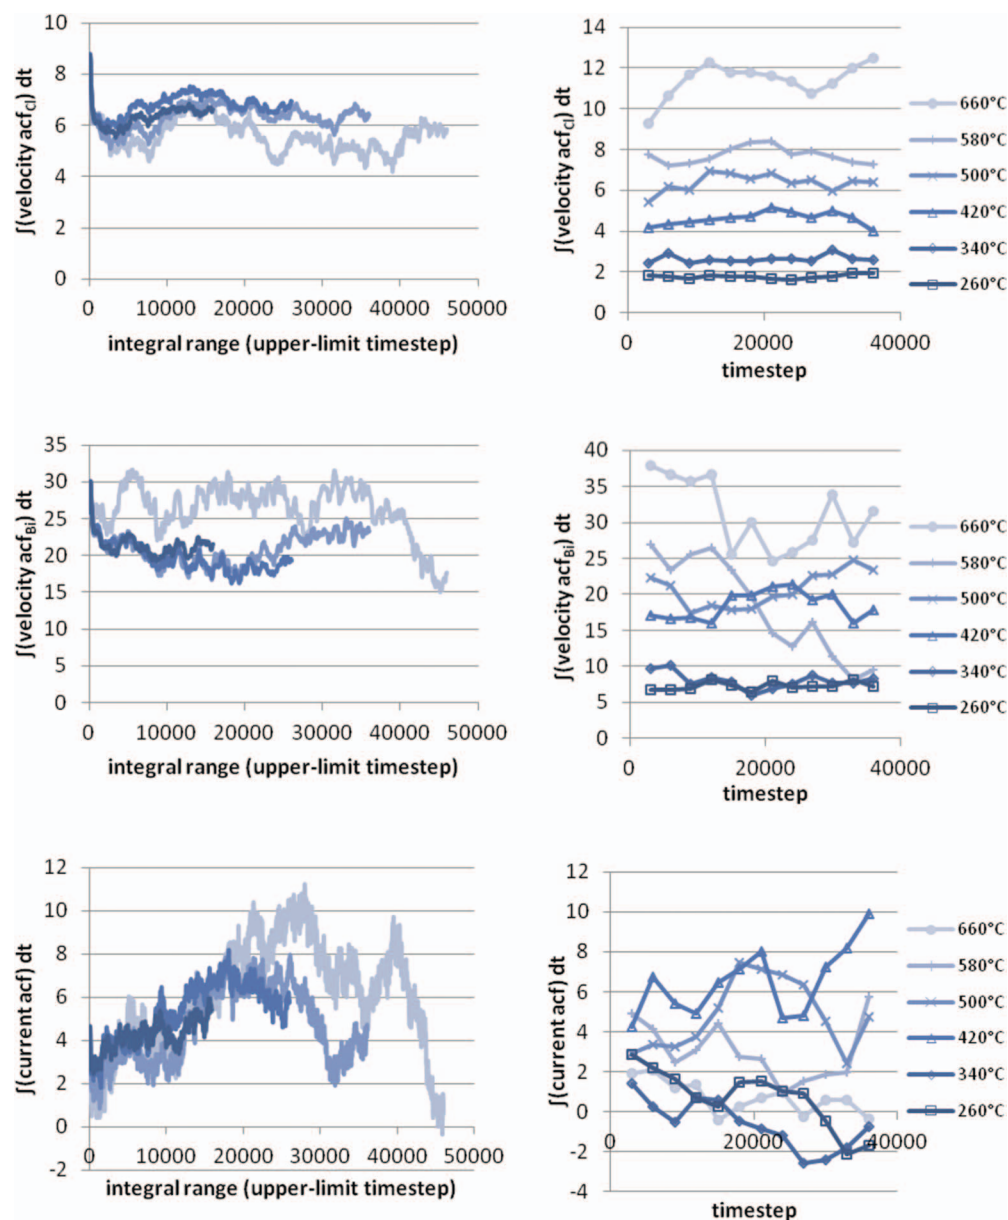 ∫(velocity acf_Cl) dt
10
8
6
4
2
0
0 10000 20000 30000 40000 50000
integral range (upper-limit timestep)
∫(velocity acf_Cl) dt
14
12
10
8
6
4
2
0
0 20000 40000
timestep
660°C
580°C
500°C
420°C
340°C
260°C
∫(velocity acf_Bi) dt
35
30
25
20
15
10
5
0
0 10000 20000 30000 40000 50000
integral range (upper-limit timestep)
∫(velocity acf_Bi) dt
40
35
30
25
20
15
10
5
0
0 20000 40000
timestep
660°C
580°C
500°C
420°C
340°C
260°C
∫(current acf) dt
12
10
8
6
4
2
0
-2
0 10000 20000 30000 40000 50000
integral range (upper-limit timestep)
∫(current acf) dt
12
10
8
6
4
2
0
-2
-4
0 20000 40000
timestep
660°C
580°C
500°C
420°C
340°C
260°C